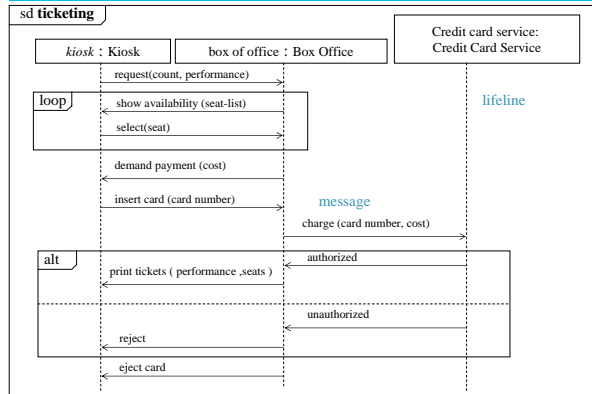 sd ticketing
Credit card service:
Credit Card Service
kiosk : Kiosk
box of office : Box Office
request(count, performance)
loop
show availability (seat-list)
lifeline
select(seat)
demand payment (cost)
insert card (card number)
message
charge (card number, cost)
alt
authorized
print tickets ( performance ,seats )
unauthorized
reject
eject card